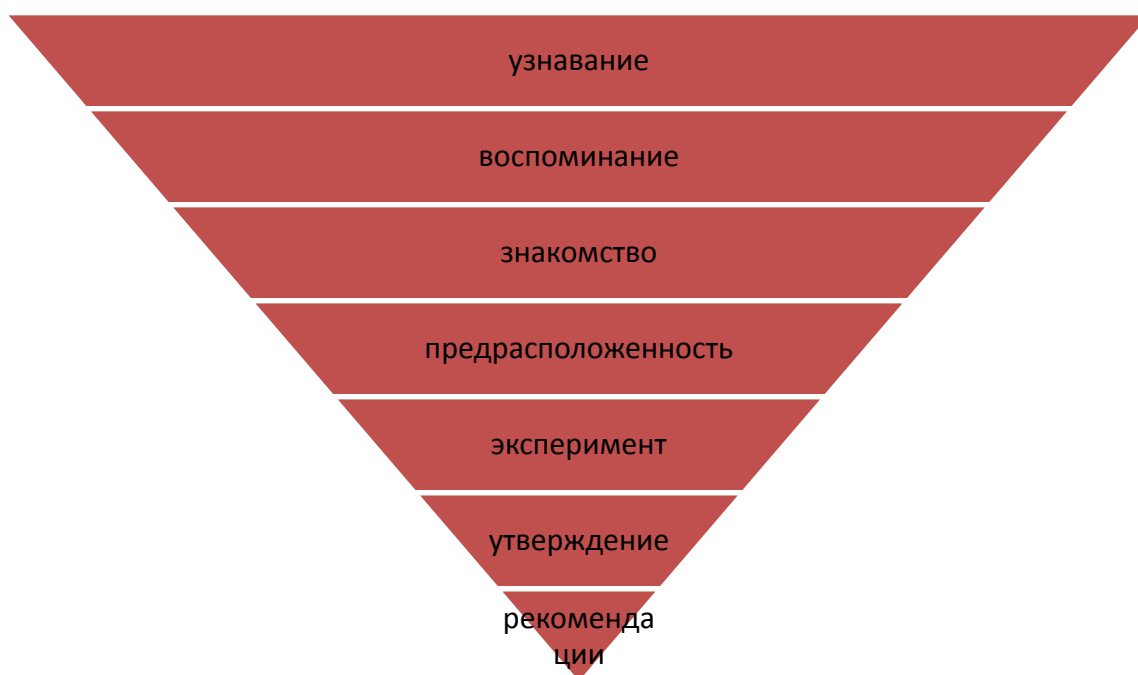 узнавание
воспоминание
знакомство
предрасположенность
эксперимент
утверждение
рекоменда
ции